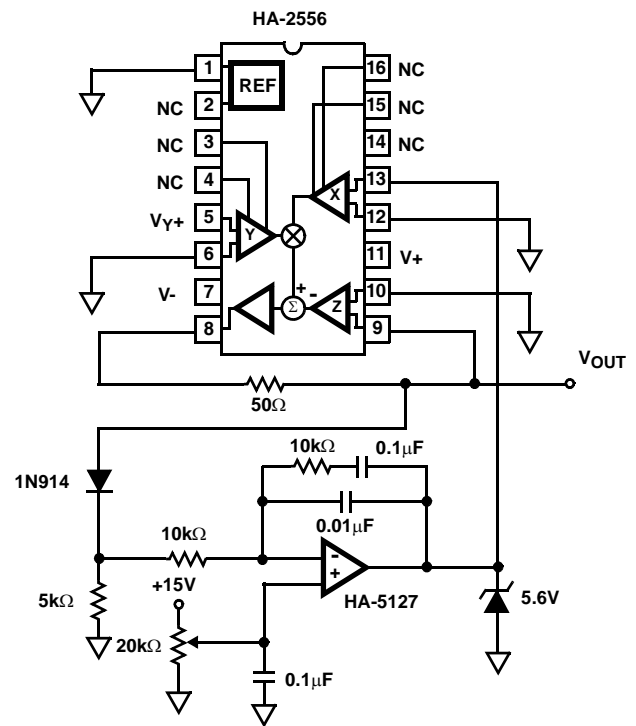 HA-2556
1 16 NC
REF
NC 2 15 NC
NC 3 14 NC
NC 4 13
X
VY+ 5 12
Y
6 11 V+
V- 7 + - 10
Σ Z
8 9
VOUT
50Ω
10kΩ 0.1μF
1N914
0.01μF
10kΩ
-
+15V +
5kΩ HA-5127 5.6V
20kΩ
0.1μF